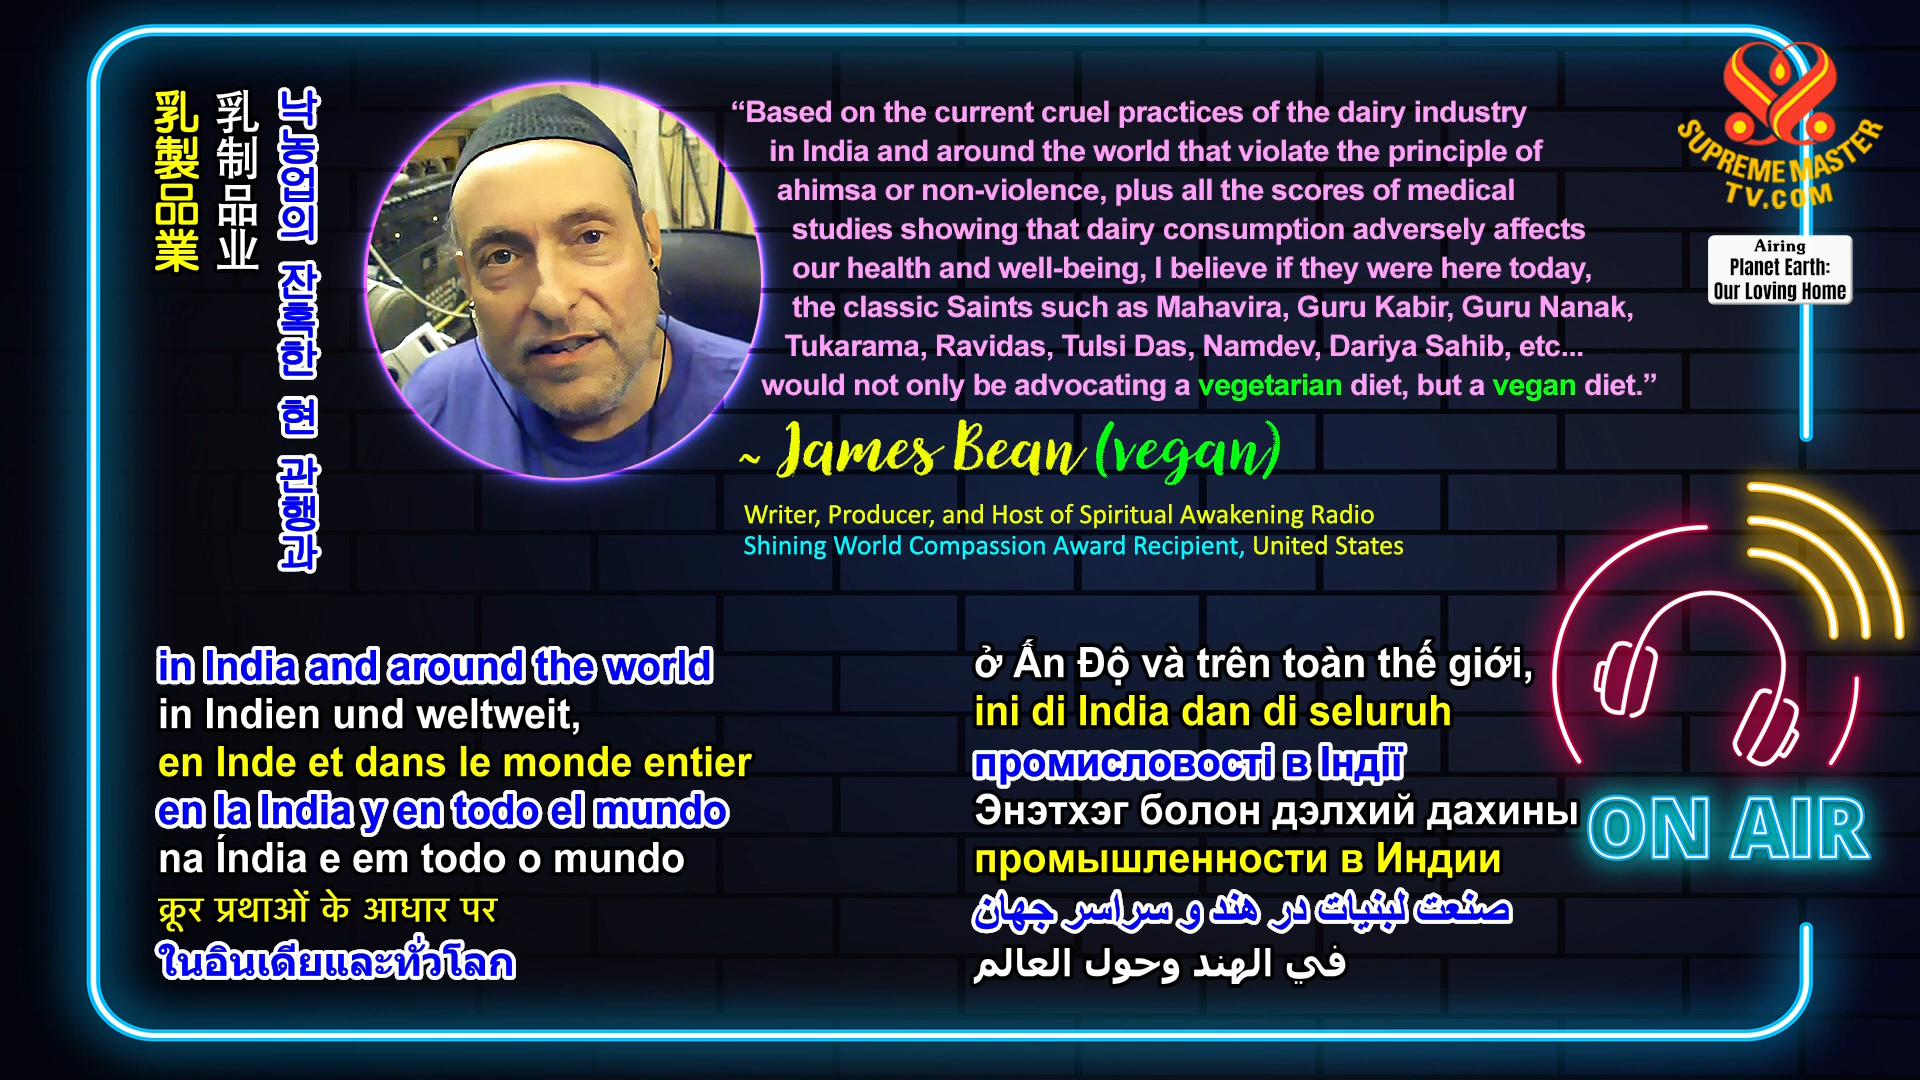 乳製品業
乳制品业
낙농업의 잔혹한 현 관행과
“Based on the current cruel practices of the dairy industry
in India and around the world that violate the principle of
ahimsa or non-violence, plus all the scores of medical
studies showing that dairy consumption adversely affects
our health and well-being, I believe if they were here today,
the classic Saints such as Mahavira, Guru Kabir, Guru Nanak,
Tukarama, Ravidas, Tulsi Das, Namdev, Dariya Sahib, etc...
would not only be advocating a vegetarian diet, but a vegan diet.”
~ James Bean (vegan)
Writer, Producer, and Host of Spiritual Awakening Radio
Shining World Compassion Award Recipient, United States
SUPREME MASTER
TV.COM
Airing
Planet Earth:
Our Loving Home
in India and around the world
in Indien und weltweit,
en Inde et dans le monde entier
en la India y en todo el mundo
na Índia e em todo o mundo
क्रूर प्रथाओं के आधार पर
ในอินเดียและทั่วโลก
ở Ấn Độ và trên toàn thế giới,
ini di India dan di seluruh
промисловості в Індії
Энэтхэг болон дэлхий дахины
промышленности в Индии
صنعت لبنیات در هند و سراسر جهان
في الهند وحول العالم
ON AIR